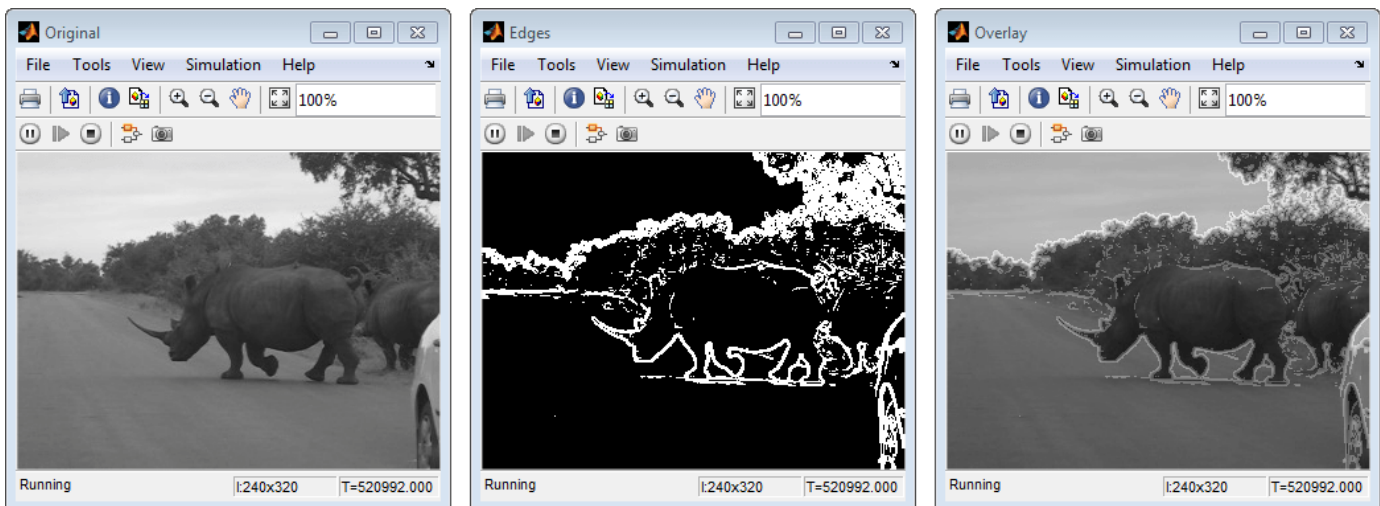 Original
File Tools View Simulation Help
100%
Running I:240x320 T=520992.000
Edges
File Tools View Simulation Help
100%
Running I:240x320 T=520992.000
Overlay
File Tools View Simulation Help
100%
Running I:240x320 T=520992.000